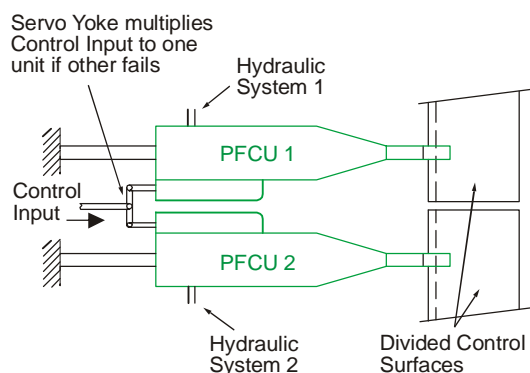 Servo Yoke multiplies
Control Input to one
unit if other fails
Hydraulic
System 1
PFCU 1
Control
Input
PFCU 2
Hydraulic
System 2
Divided Control
Surfaces